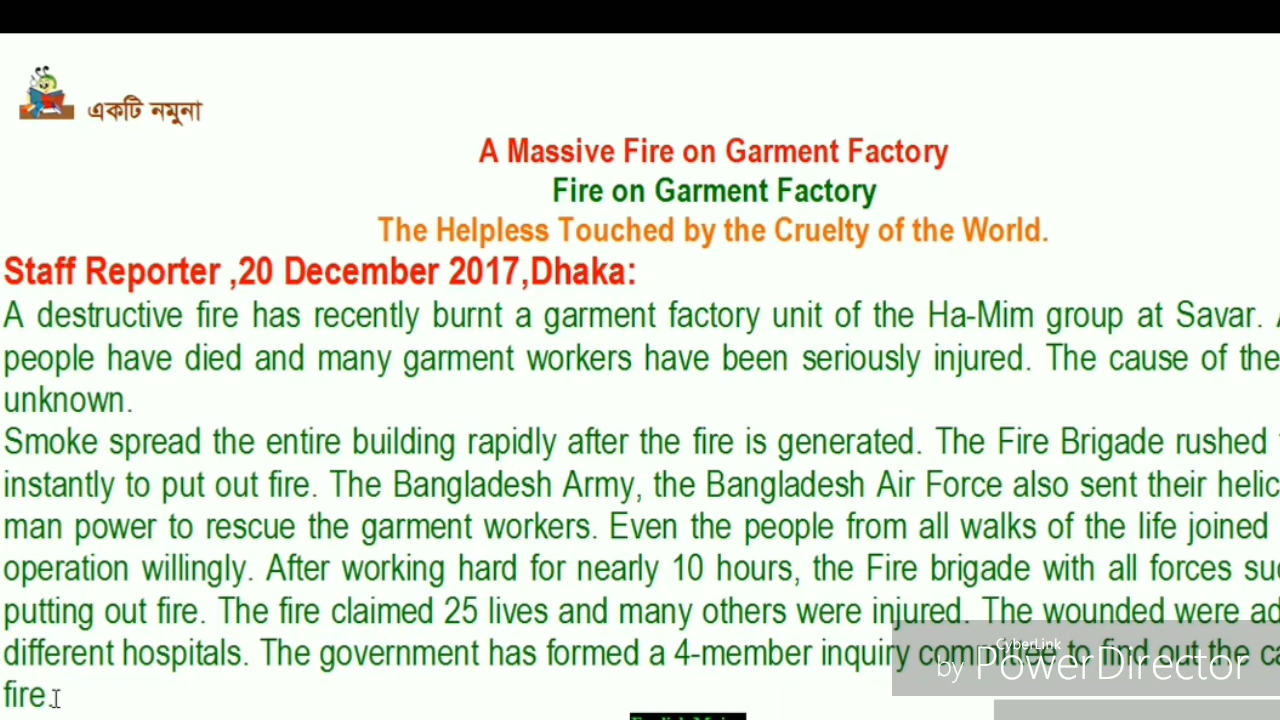 একটি নমুনা
A Massive Fire on Garment Factory
Fire on Garment Factory
The Helpless Touched by the Cruelty of the World.
Staff Reporter ,20 December 2017,Dhaka:
A destructive fire has recently burnt a garment factory unit of the Ha-Mim group at Savar.
people have died and many garment workers have been seriously injured. The cause of the
unknown.
Smoke spread the entire building rapidly after the fire is generated. The Fire Brigade rushed
instantly to put out fire. The Bangladesh Army, the Bangladesh Air Force also sent their
man power to rescue the garment workers. Even the people from all walks of the life joined
operation willingly. After working hard for nearly 10 hours, the Fire brigade with all forces
putting out fire. The fire claimed 25 lives and many others were injured. The wounded were
different hospitals. The government has formed a 4-member inquiry committee to find out the
fire.
CyberLink
by PowerDirector